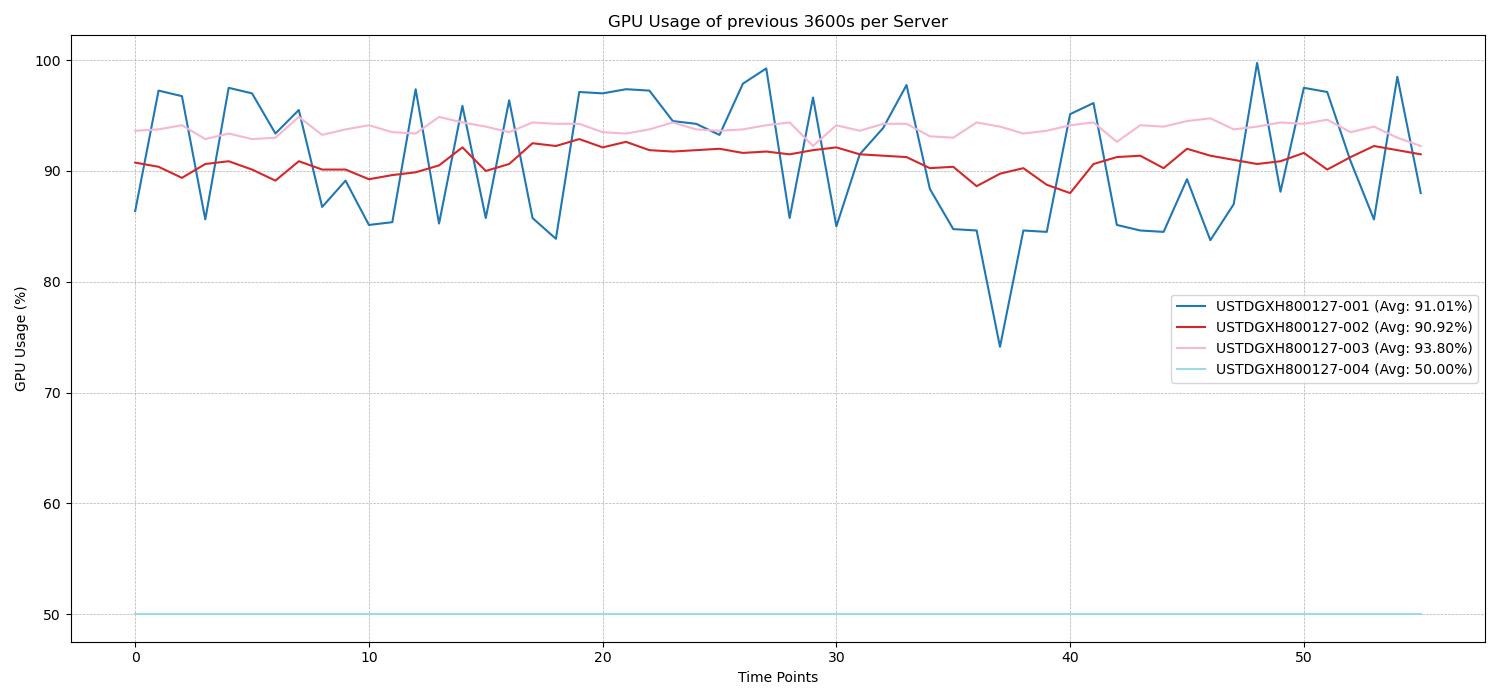 GPU Usage of previous 3600s per Server
GPU Usage (%)
100
90
80
70
60
50
0
10
20
30
40
50
Time Points
USTDGXH800127-001 (Avg: 91.01%)
USTDGXH800127-002 (Avg: 90.92%)
USTDGXH800127-003 (Avg: 93.80%)
USTDGXH800127-004 (Avg: 50.00%)